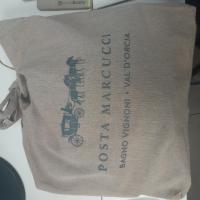 POSTA MARCUCCI
BAGNO VIGNONI • VAL D'ORCIA